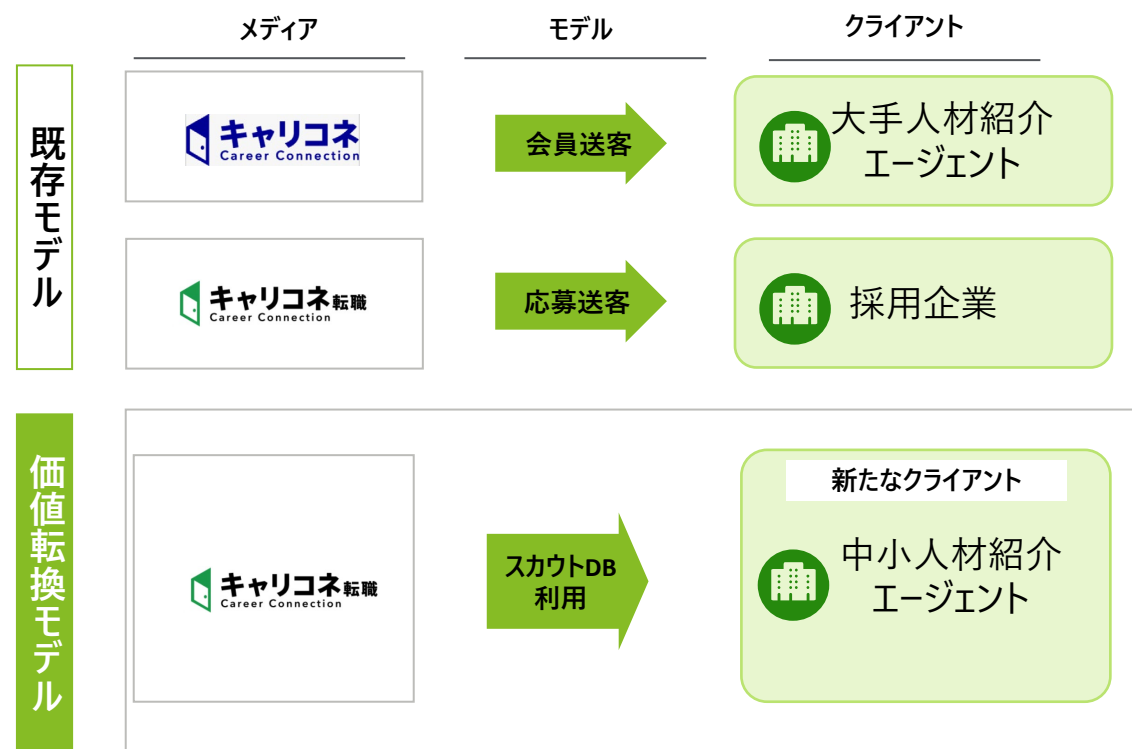 メディア
モデル
クライアント
既存モデル
キャリコネ
Career Connection
会員送客
大手人材紹介
エージェント
キャリコネ転職
Career Connection
応募送客
採用企業
価値転換モデル
キャリコネ転職
Career Connection
スカウトDB
利用
新たなクライアント
中小人材紹介
エージェント